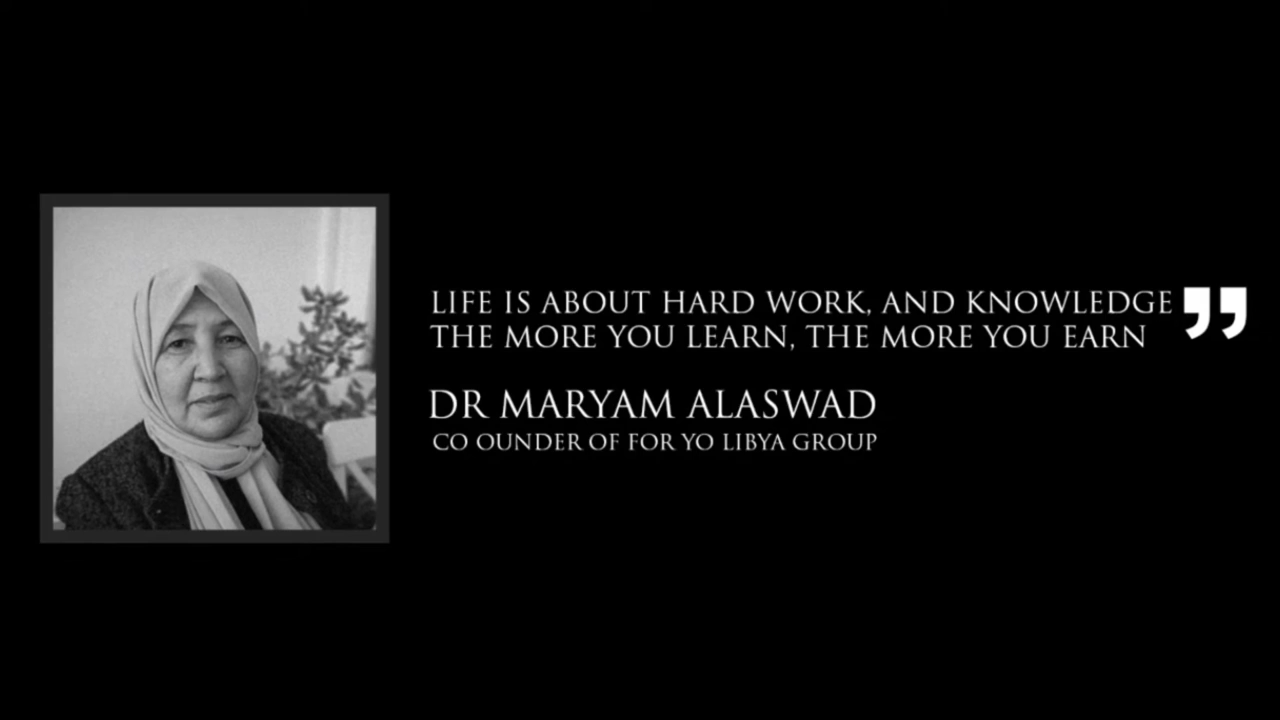 LIFE IS ABOUT HARD WORK, AND KNOWLEDGE ”
THE MORE YOU LEARN, THE MORE YOU EARN
DR MARYAM ALASWAD
CO OUNDER OF FOR YO LIBYA GROUP